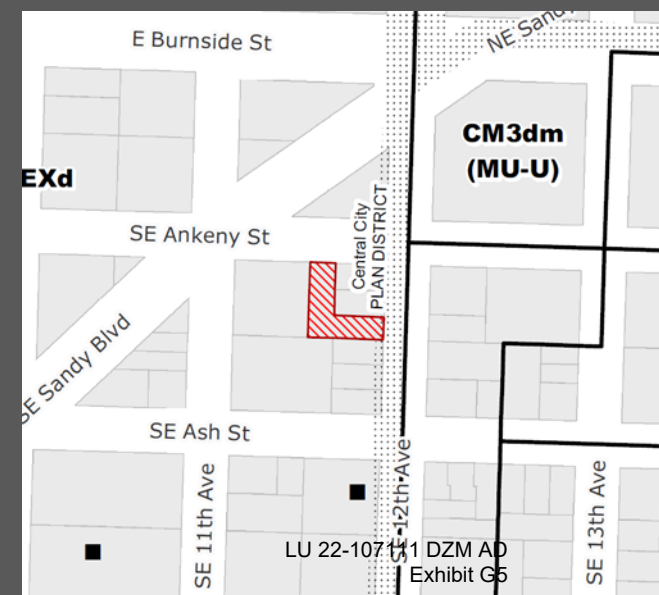 E Burnside St
NE Sandy
CM3dm
(MU-U)
EXd
Central City
PLAN DISTRICT
SE Ankeny St
SE Sandy Blvd
SE Ash St
SE 11th Ave
SE 12th Ave
SE 13th Ave
LU 22-107111 DZM AD
Exhibit G5